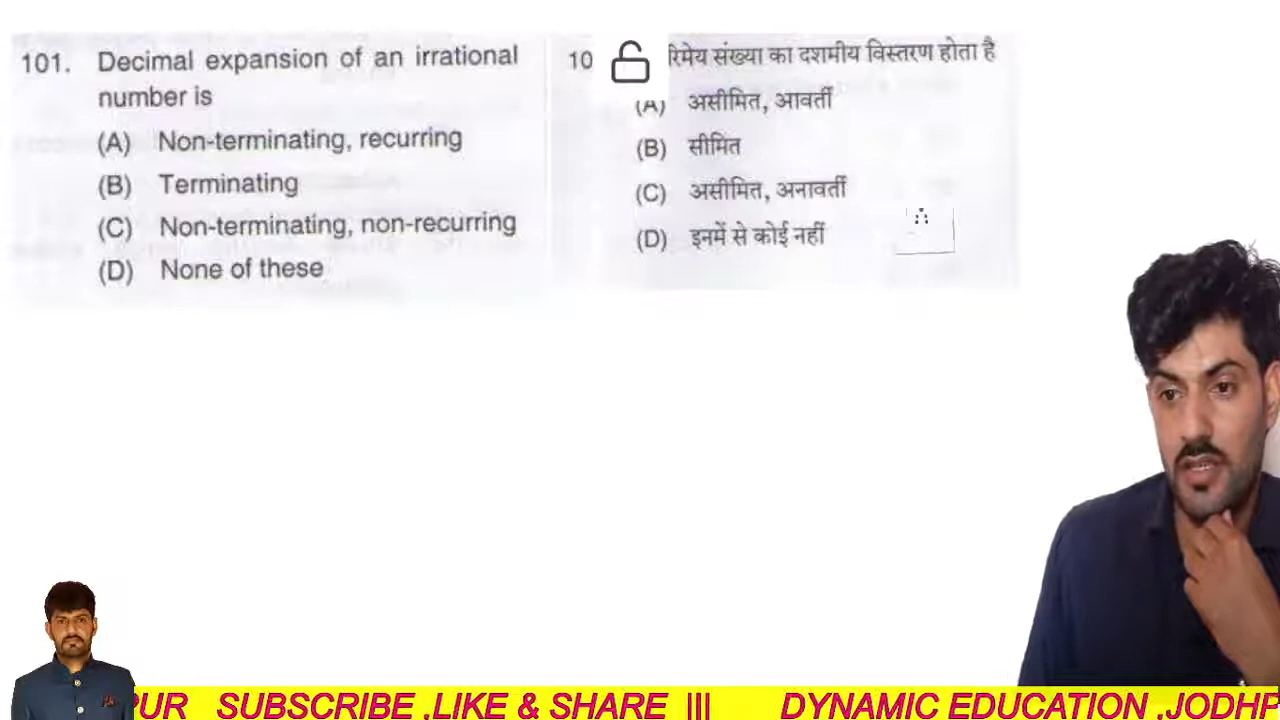 101. Decimal expansion of an irrational
number is
(A) Non-terminating, recurring
(B) Terminating
(C) Non-terminating, non-recurring
(D) None of these
10 रिमेय संख्या का दशमीय विस्तरण होता है
(A) असीमित, आवर्ती
(B) सीमित
(C) असीमित, अनावर्ती
(D) इनमें से कोई नहीं
PUR SUBSCRIBE ,LIKE & SHARE ||| DYNAMIC EDUCATION ,JODHP